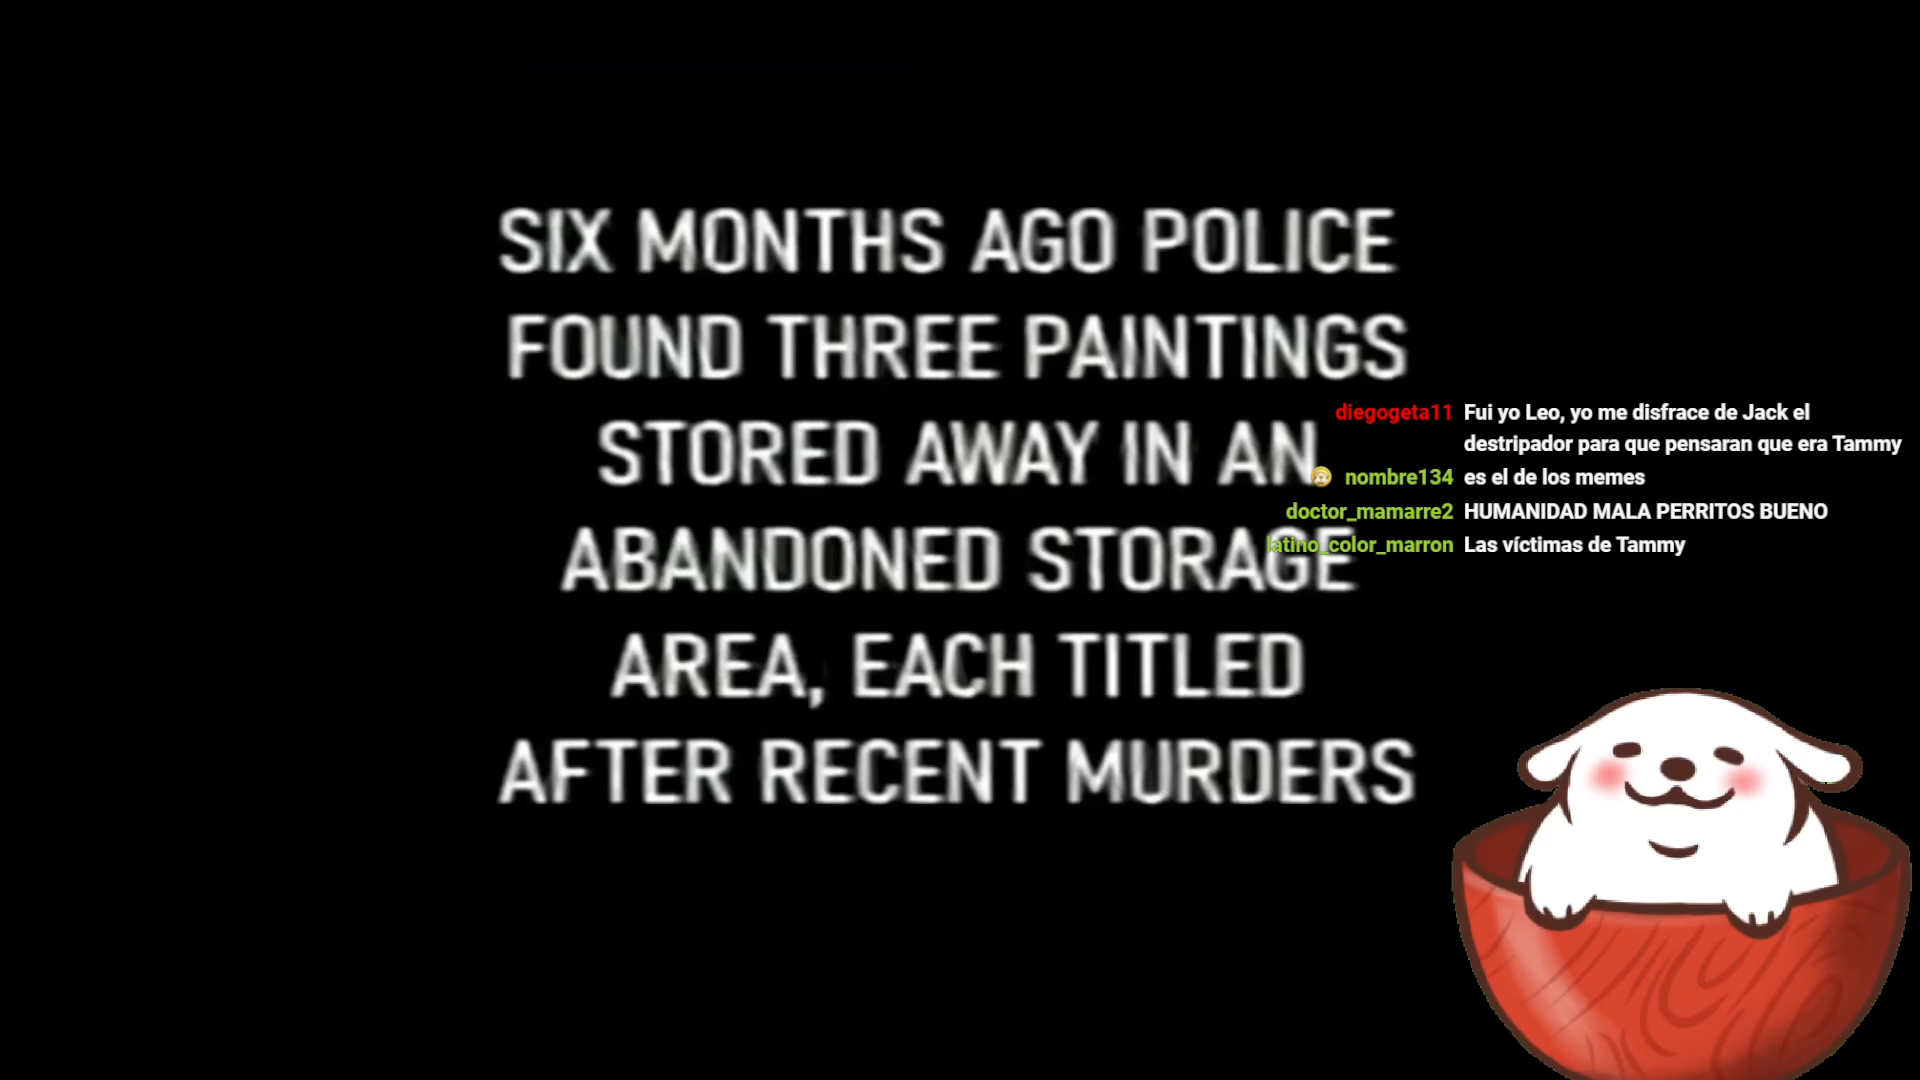 SIX MONTHS AGO POLICE
FOUND THREE PAINTINGS
STORED AWAY IN AN
ABANDONED STORAGE
AREA, EACH TITLED
AFTER RECENT MURDERS
diegogeta11 Fui yo Leo, yo me disfrace de Jack el
destripador para que pensaran que era Tammy
nombre134 es el de los memes
doctor_mamarre2 HUMANIDAD MALA PERRITOS BUENO
latino_color_marron Las víctimas de Tammy